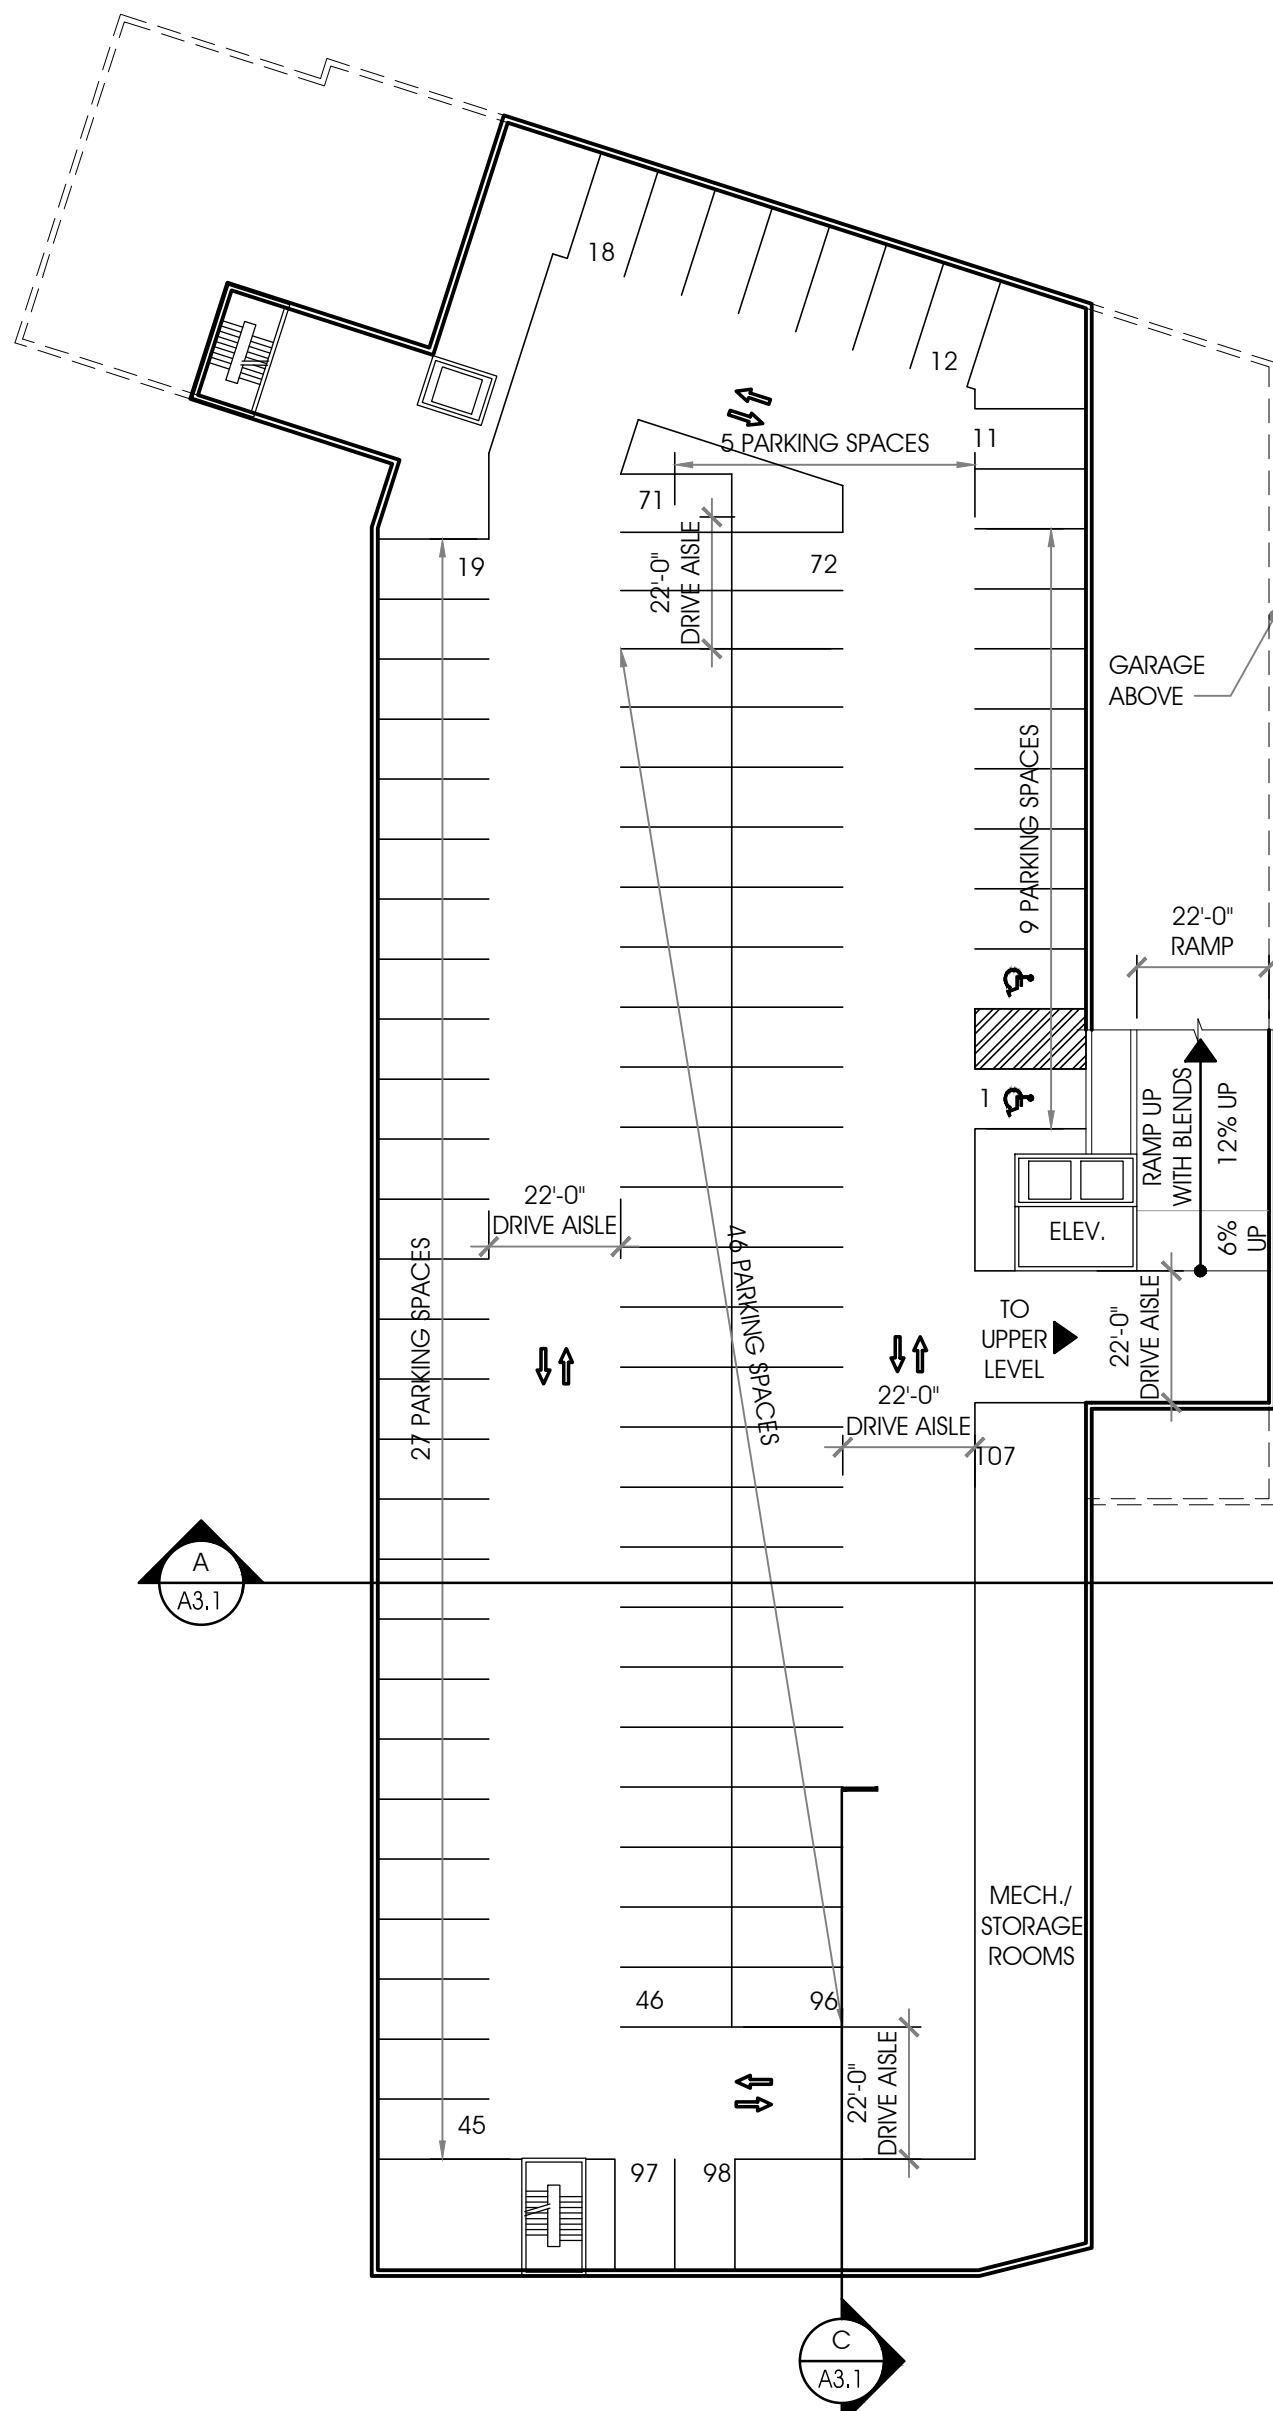 18
12
5 PARKING SPACES
11
71
22'-0"
DRIVE AISLE
72
19
GARAGE
ABOVE
9 PARKING SPACES
22'-0"
RAMP
1
RAMP UP
WITH BLENDS
12% UP
6%
UP
ELEV.
22'-0"
DRIVE AISLE
27 PARKING SPACES
46 PARKING SPACES
TO
UPPER
LEVEL
22'-0"
DRIVE AISLE
22'-0"
DRIVE AISLE
107
A
A3.1
MECH./
STORAGE
ROOMS
46
96
22'-0"
DRIVE AISLE
45
97
98
C
A3.1